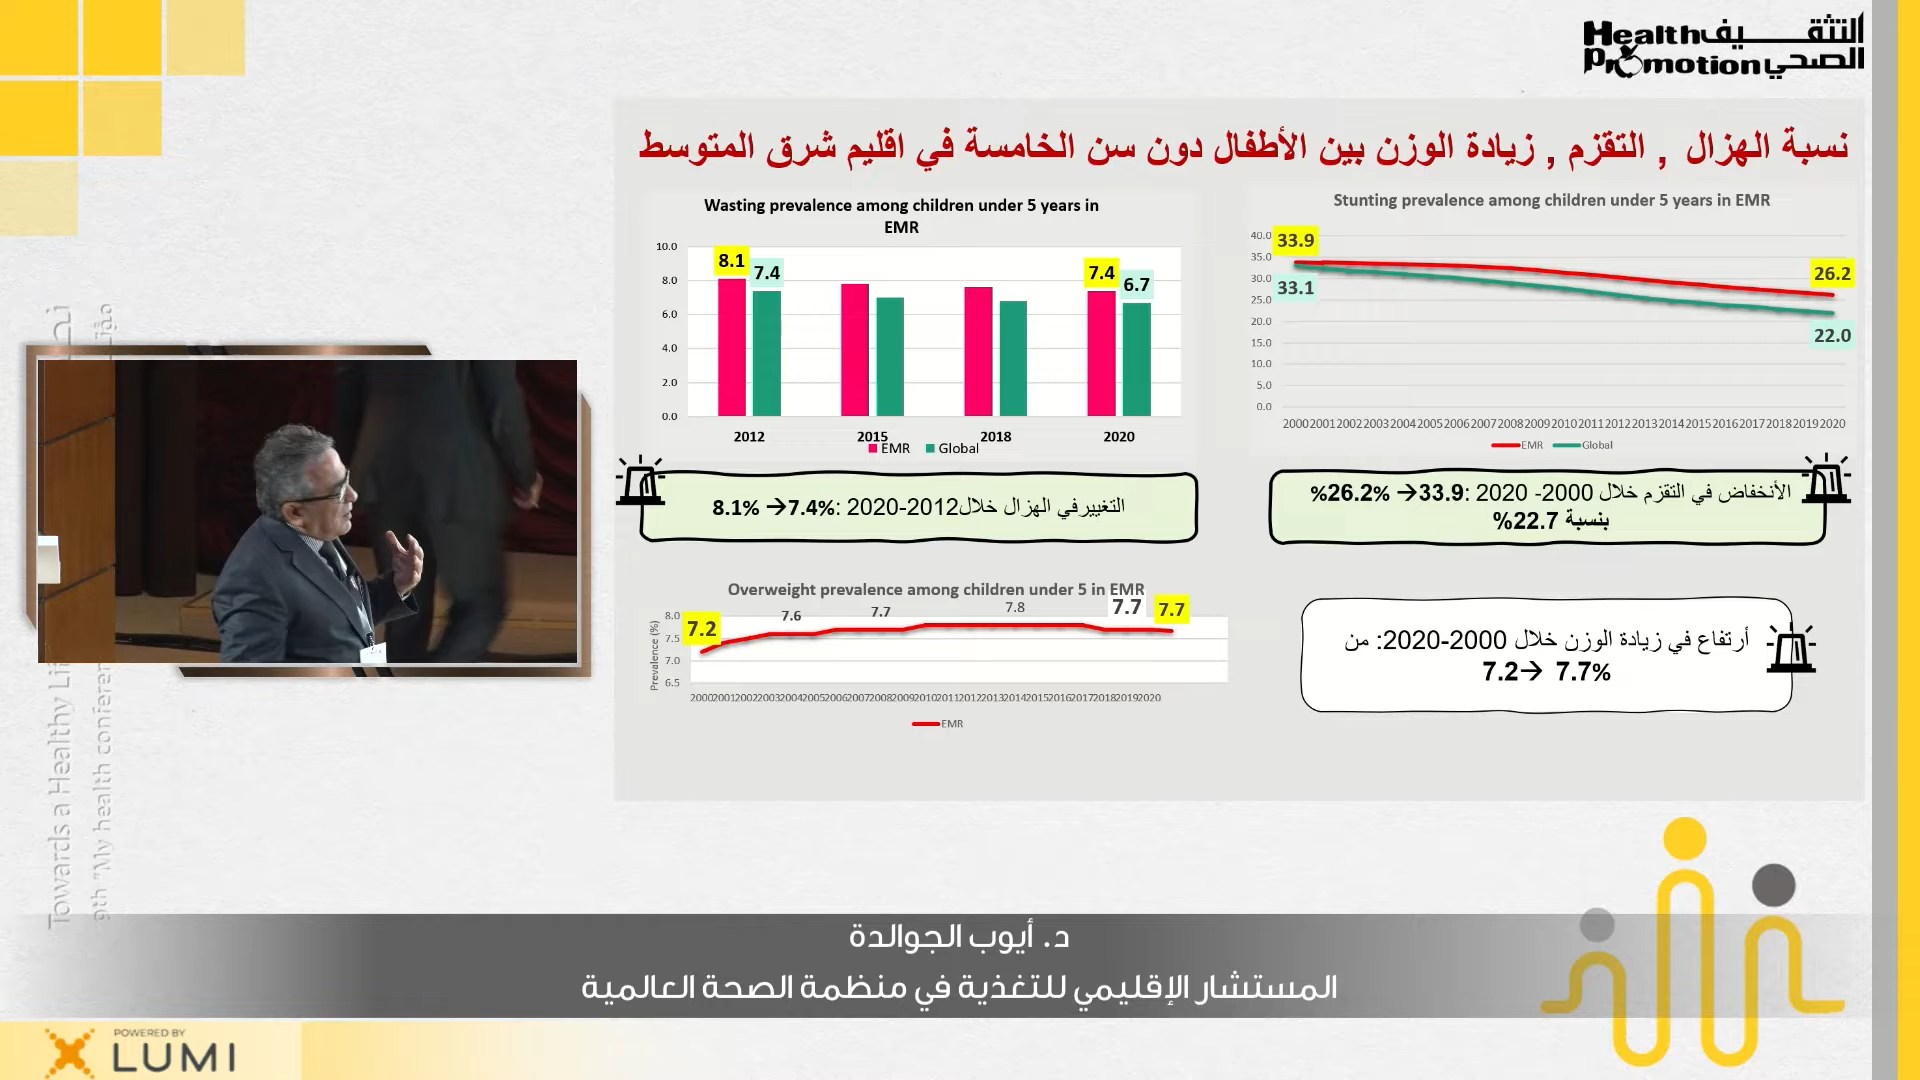 Health التثقيف
Promotion الصحي
نسبة الهزال , التقزم , زيادة الوزن بين الأطفال دون سن الخامسة في اقليم شرق المتوسط
Wasting prevalence among children under 5 years in
EMR
10.0
8.0
6.0
4.0
2.0
0.0
8.1
7.4
7.4
6.7
2012 2015 2018 2020
EMR Global
Stunting prevalence among children under 5 years in EMR
40.0
35.0
30.0
25.0
20.0
15.0
10.0
5.0
0.0
33.9
33.1
26.2
22.0
2000 2001 2002 2003 2004 2005 2006 2007 2008 2009 2010 2011 2012 2013 2014 2015 2016 2017 2018 2019 2020
EMR Global
التغييرفي الهزال خلال2012-2020 :8.1% →7.4%
الأنخفاض في التقزم خلال 2000- 2020 :33.9→ 26.2%%
بنسبة 22.7%
Overweight prevalence among children under 5 in EMR
Prevalence (%)
8.0
7.5
7.0
6.5
7.2
7.6
7.7
7.8
7.7
7.7
2000 2001 2002 2003 2004 2005 2006 2007 2008 2009 2010 2011 2012 2013 2014 2015 2016 2017 2018 2019 2020
EMR
أرتفاع في زيادة الوزن خلال 2000-2020: من
7.2→ 7.7%
Towards a Healthy
9th "My health
د. أيوب الجوالدة
المستشار الإقليمي للتغذية في منظمة الصحة العالمية
POWERED BY
LUMI